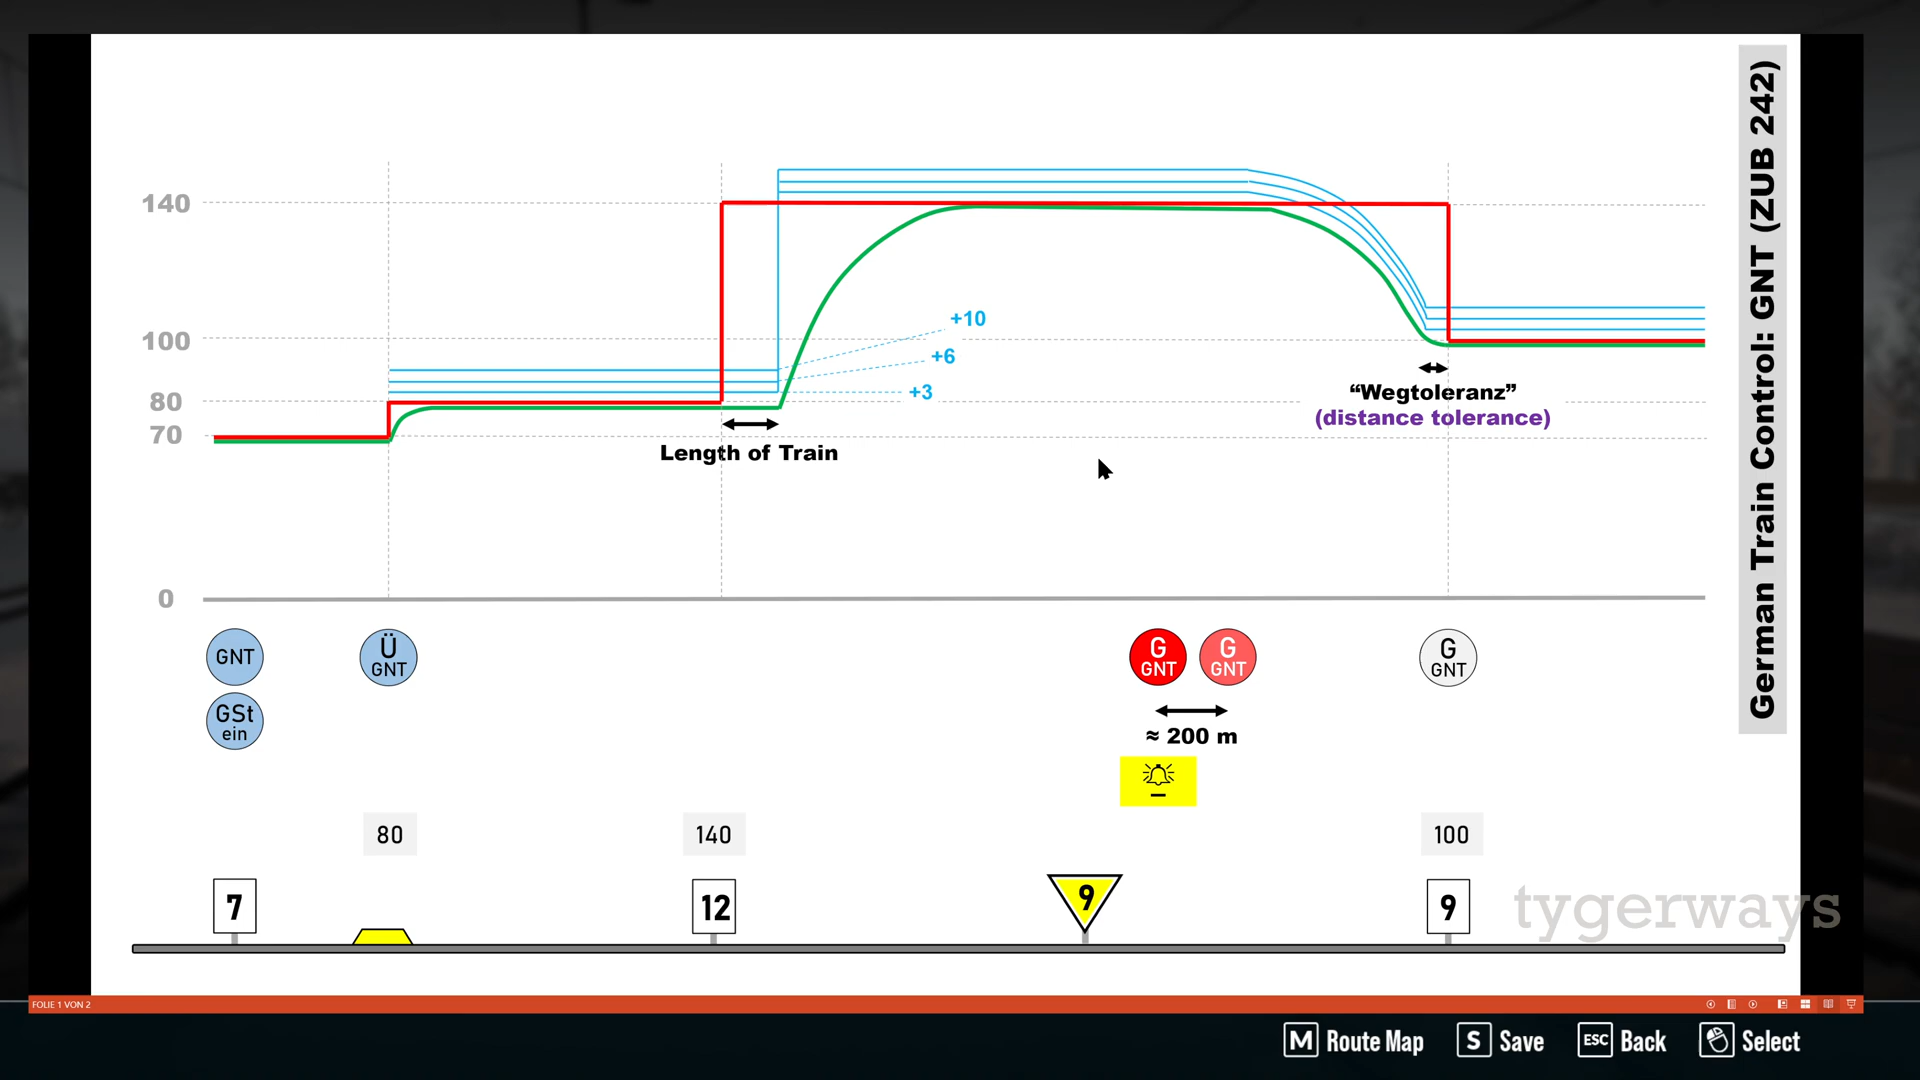 German Train Control: GNT (ZUB 242)
140
100
80
70
0
+10
+6
+3
Length of Train
“Wegtoleranz”
(distance tolerance)
GNT
Ü
GNT
G
GNT
G
GNT
G
GNT
GSt
ein
≈ 200 m
80
140
100
7
12
9
9
tygerways
FOLIE 1 VON 2
M Route Map
S Save
ESC Back
Select